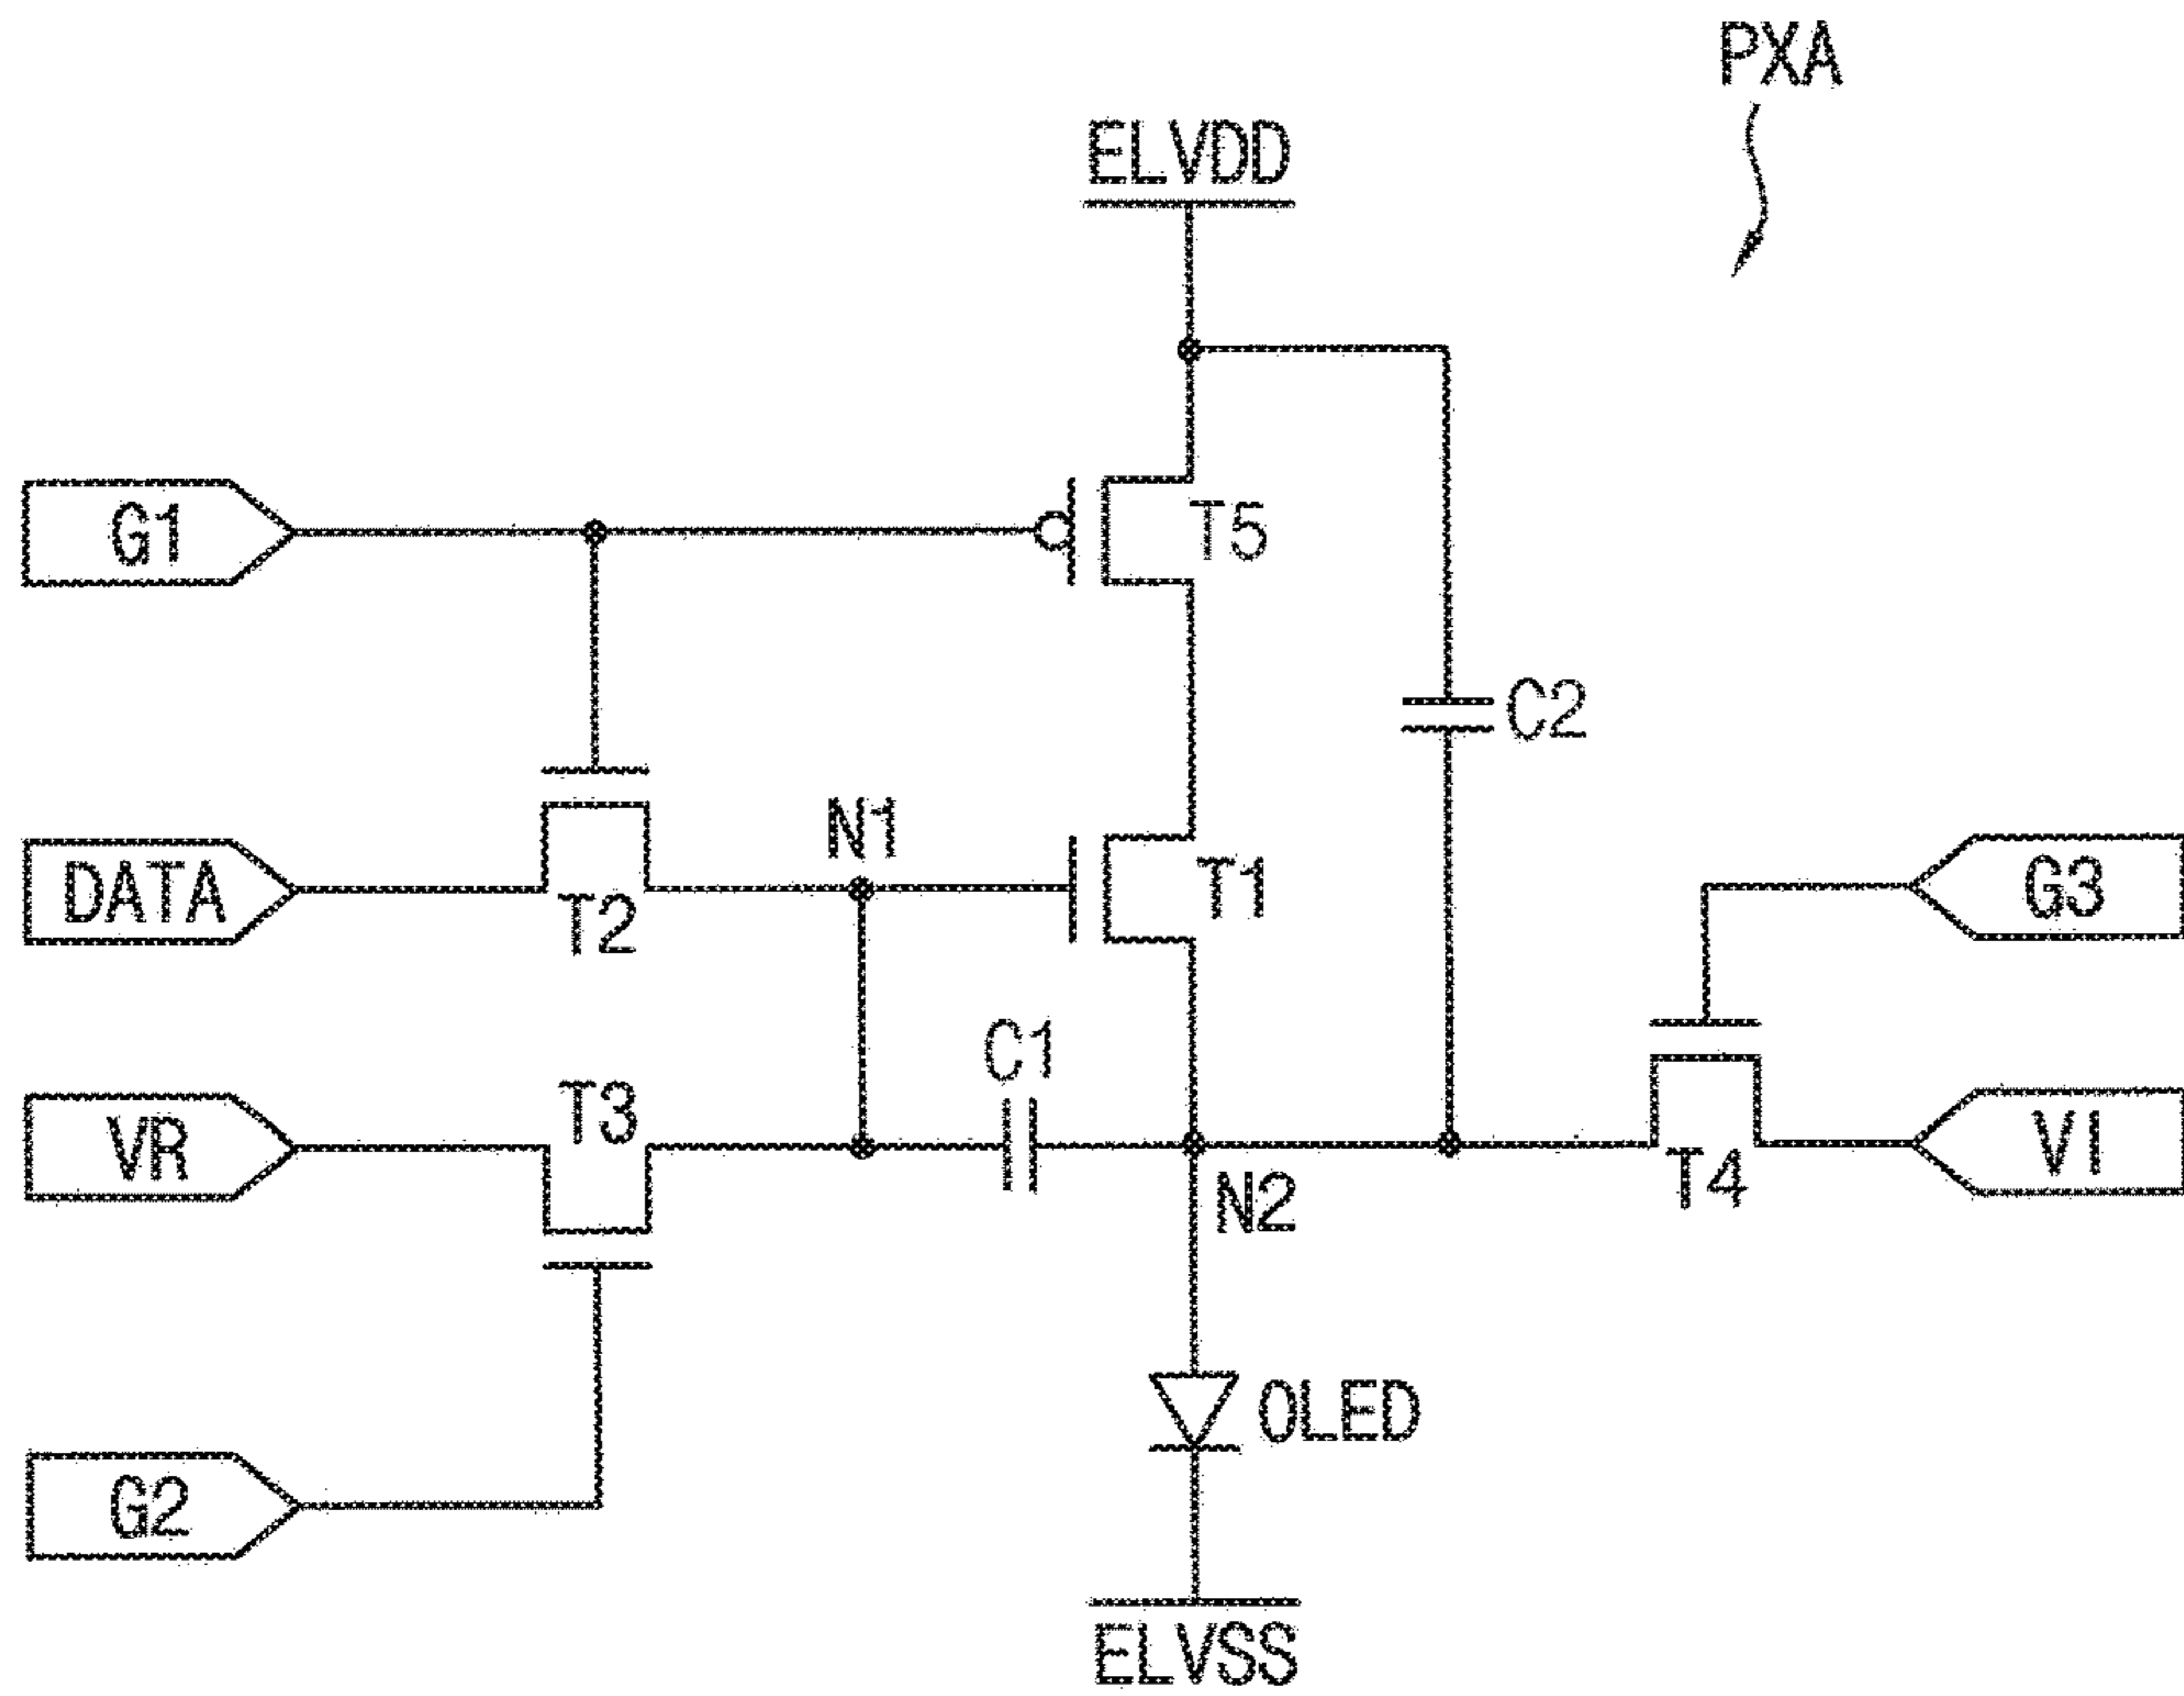 PXA
ELVDD
G1
T5
C2
N1
DATA
T2
T1
G3
C1
VR
T3
N2
T4
VI
OLED
G2
ELVSS